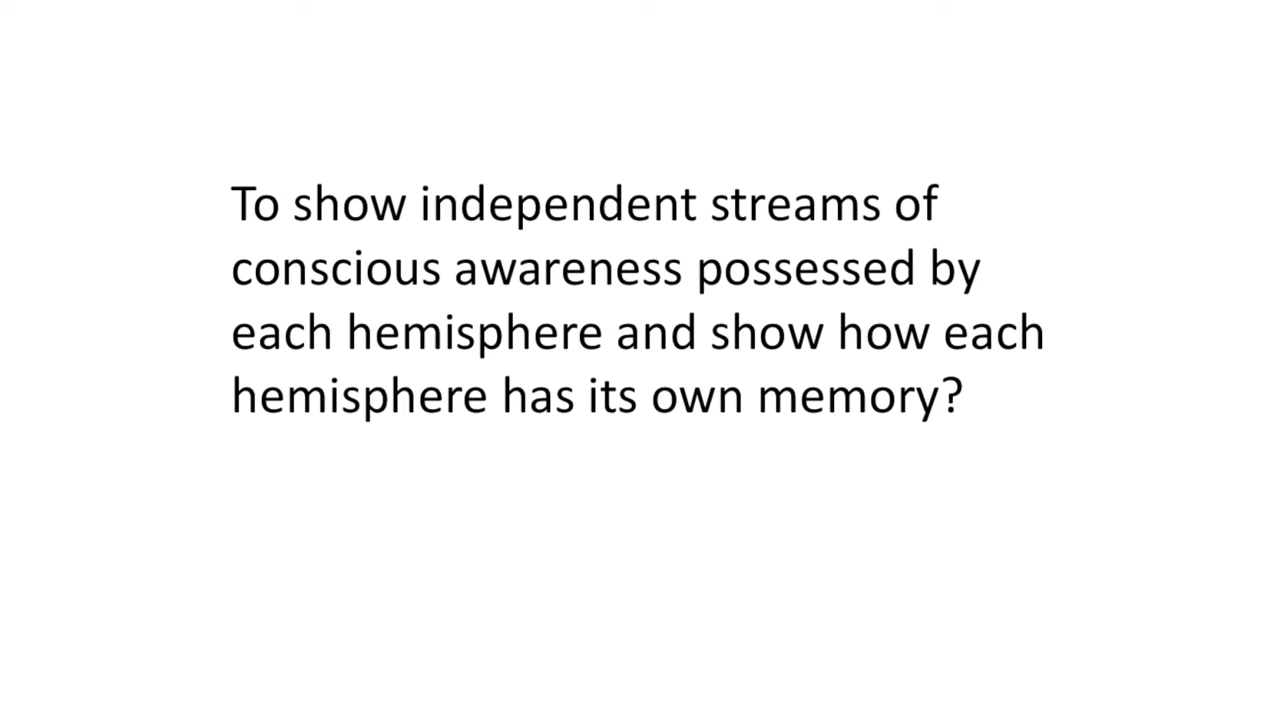 To show independent streams of
conscious awareness possessed by
each hemisphere and show how each
hemisphere has its own memory?